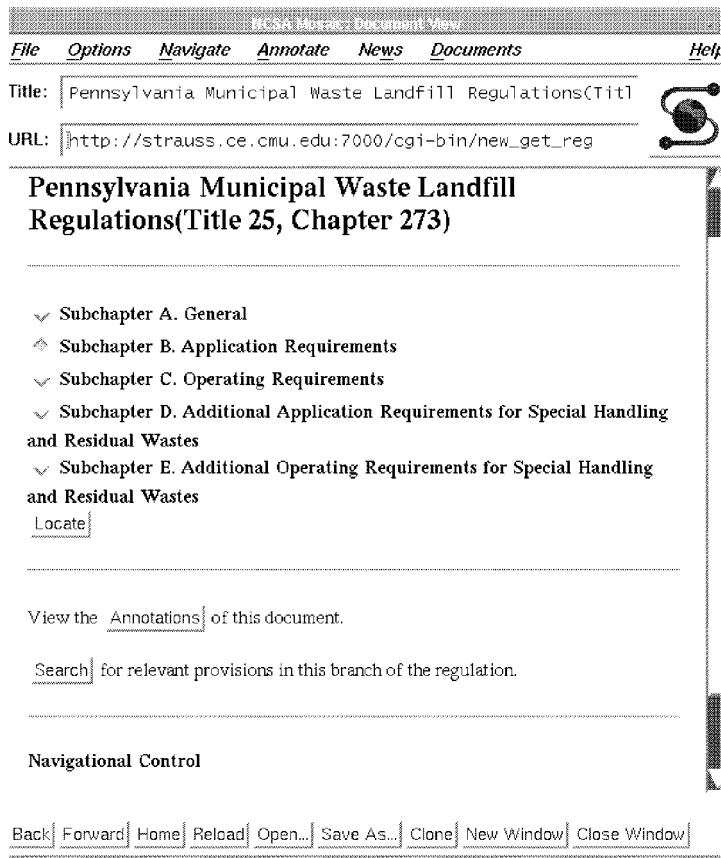 NCSA Mosaic: Document View
File Options Navigate Annotate News Documents Help
Title: Pennsylvania Municipal Waste Landfill Regulations(Titl
URL: http://strauss.ce.cmu.edu:7000/cgi-bin/new_get_reg
Pennsylvania Municipal Waste Landfill
Regulations(Title 25, Chapter 273)
Subchapter A. General
Subchapter B. Application Requirements
Subchapter C. Operating Requirements
Subchapter D. Additional Application Requirements for Special Handling
and Residual Wastes
Subchapter E. Additional Operating Requirements for Special Handling
and Residual Wastes
Locate
View the Annotations of this document.
Search for relevant provisions in this branch of the regulation.
Navigational Control
Back Forward Home Reload Open... Save As... Clone New Window Close Window